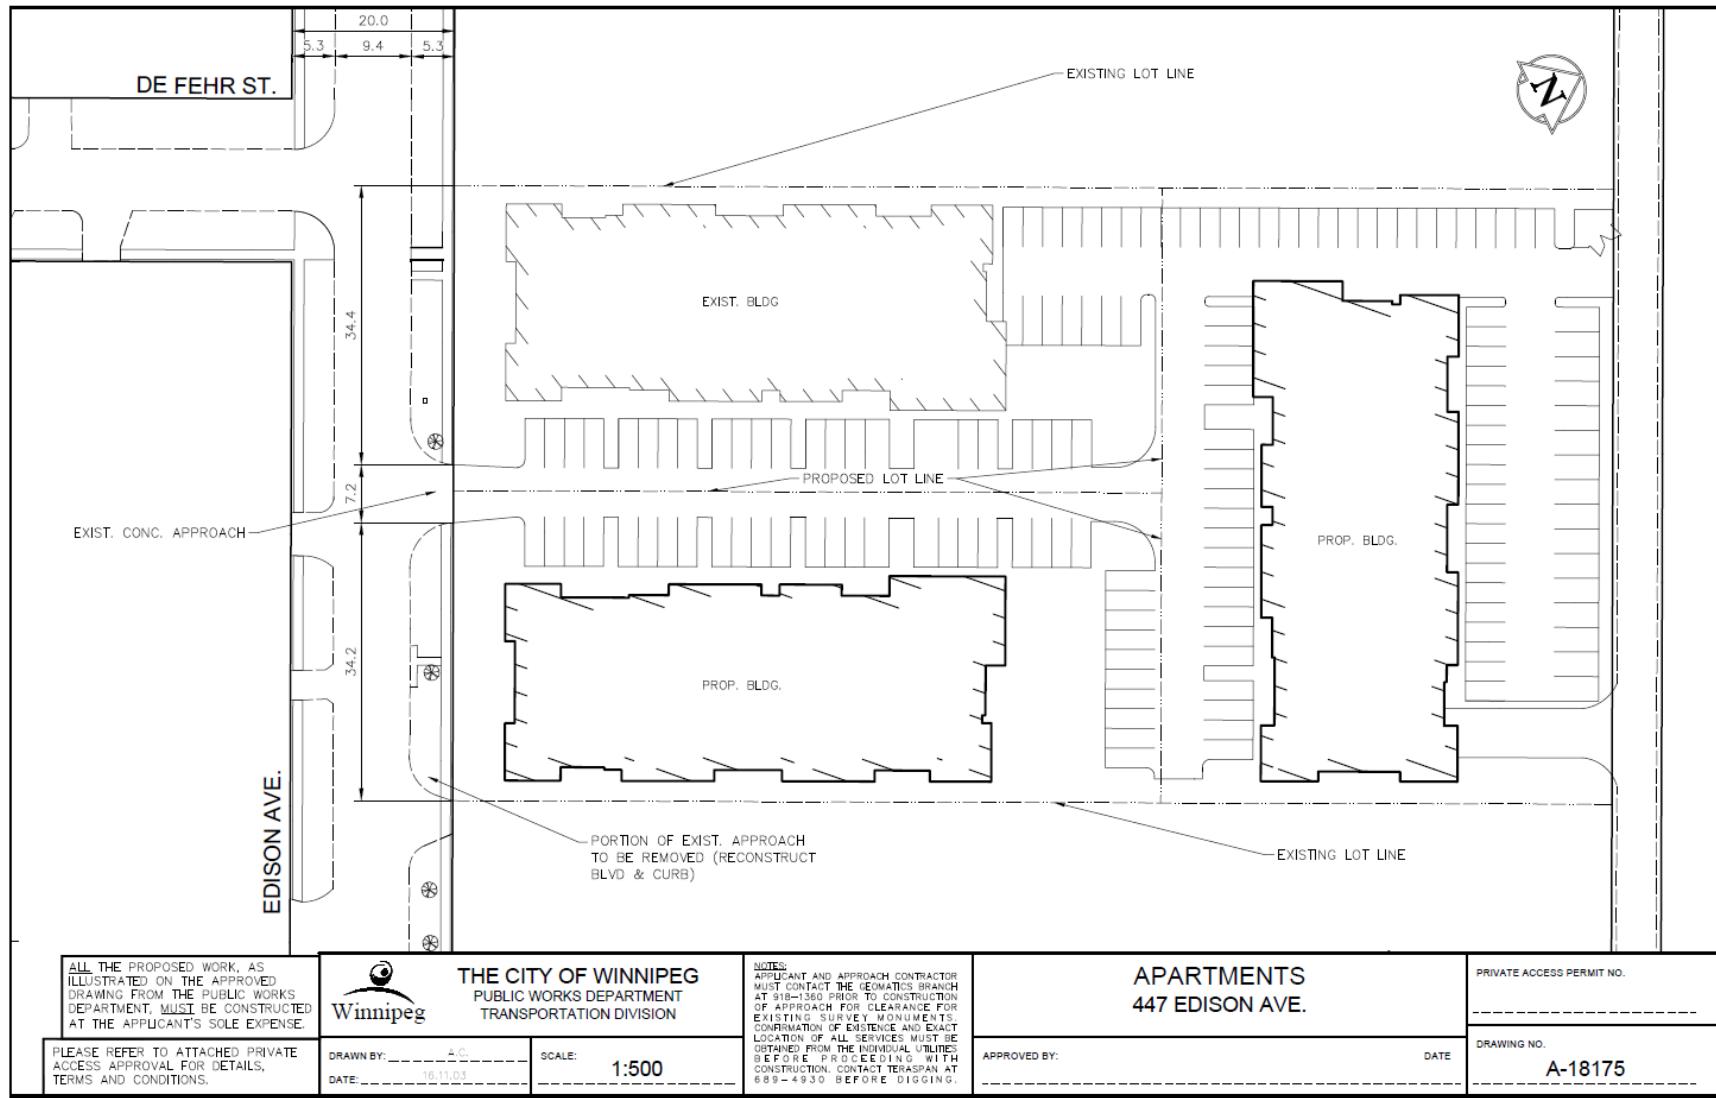 20.0
5.3
9.4
5.3
DE FEHR ST.
EXISTING LOT LINE
N
34.4
EXIST. BLDG
7.2
PROPOSED LOT LINE
EXIST. CONC. APPROACH
PROP. BLDG.
34.2
PROP. BLDG.
EDISON AVE.
PORTION OF EXIST. APPROACH
TO BE REMOVED (RECONSTRUCT
BLVD & CURB)
EXISTING LOT LINE
ALL THE PROPOSED WORK, AS
ILLUSTRATED ON THE APPROVED
DRAWING FROM THE PUBLIC WORKS
DEPARTMENT, MUST BE CONSTRUCTED
AT THE APPLICANT'S SOLE EXPENSE.
PLEASE REFER TO ATTACHED PRIVATE
ACCESS APPROVAL FOR DETAILS,
TERMS AND CONDITIONS.
Winnipeg
THE CITY OF WINNIPEG
PUBLIC WORKS DEPARTMENT
TRANSPORTATION DIVISION
DRAWN BY: A.C.
DATE: 16.11.03
SCALE:
1:500
NOTES:
APPLICANT AND APPROACH CONTRACTOR
MUST CONTACT THE GEOMATICS BRANCH
AT 918-1360 PRIOR TO CONSTRUCTION
OF APPROACH FOR CLEARANCE FOR
EXISTING SURVEY MONUMENTS.
CONFIRMATION OF EXISTENCE AND EXACT
LOCATION OF ALL SERVICES MUST BE
OBTAINED FROM THE INDIVIDUAL UTILITIES
BEFORE PROCEEDING WITH
CONSTRUCTION. CONTACT TERASPAN AT
689-4930 BEFORE DIGGING.
APARTMENTS
447 EDISON AVE.
APPROVED BY:
DATE
PRIVATE ACCESS PERMIT NO.
DRAWING NO.
A-18175